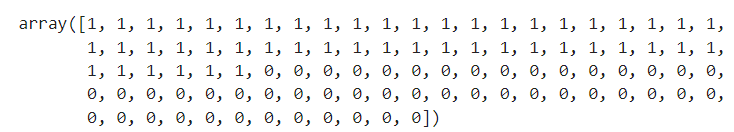 array([1, 1, 1, 1, 1, 1, 1, 1, 1, 1, 1, 1, 1, 1, 1, 1, 1, 1, 1, 1, 1, 1,
1, 1, 1, 1, 1, 1, 1, 1, 1, 1, 1, 1, 1, 1, 1, 1, 1, 1, 1, 1, 1, 1,
1, 1, 1, 1, 1, 1, 0, 0, 0, 0, 0, 0, 0, 0, 0, 0, 0, 0, 0, 0, 0, 0,
0, 0, 0, 0, 0, 0, 0, 0, 0, 0, 0, 0, 0, 0, 0, 0, 0, 0, 0, 0, 0, 0,
0, 0, 0, 0, 0, 0, 0, 0, 0, 0, 0, 0])